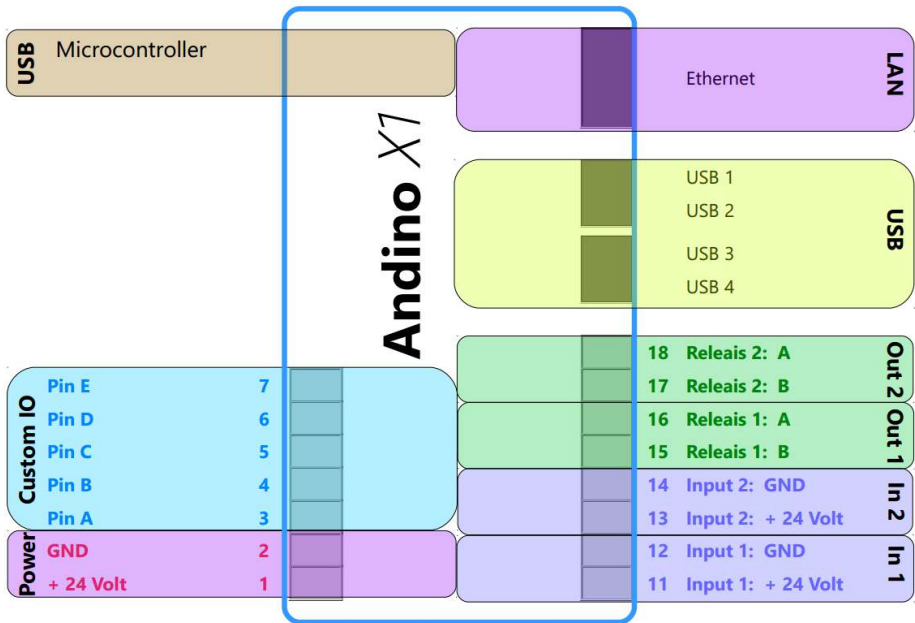 USB
Microcontroller
Andino X1
Custom IO
Pin E 7
Pin D 6
Pin C 5
Pin B 4
Pin A 3
Power
GND 2
+ 24 Volt 1
LAN
Ethernet
USB
USB 1
USB 2
USB 3
USB 4
Out 2
18 Releais 2: A
17 Releais 2: B
Out 1
16 Releais 1: A
15 Releais 1: B
In 2
14 Input 2: GND
13 Input 2: + 24 Volt
In 1
12 Input 1: GND
11 Input 1: + 24 Volt